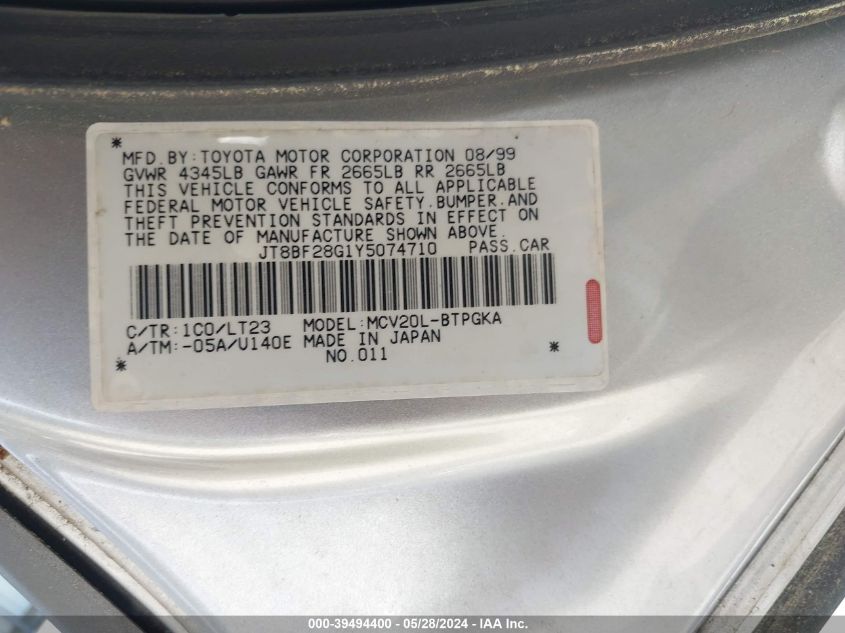 MFD.BY:TOYOTA MOTOR CORPORATION 08/99
GVWR 4345LB GAWR FR 2665LB RR 2665LB
THIS VEHICLE CONFORMS TO ALL APPLICABLE
FEDERAL MOTOR VEHICLE SAFETY.BUMPER.AND
THEFT PREVENTION STANDARDS IN EFFECT ON
THE DATE OF MANUFACTURE SHOWN ABOVE.
JT8BF28G1Y5074710 PASS.CAR
C/TR:1C0/LT23 MODEL:MCV20L-BTPGKA
A/TM:-05A/U140E MADE IN JAPAN
NO.011
000-39494400 - 05/28/2024 - IAA Inc.